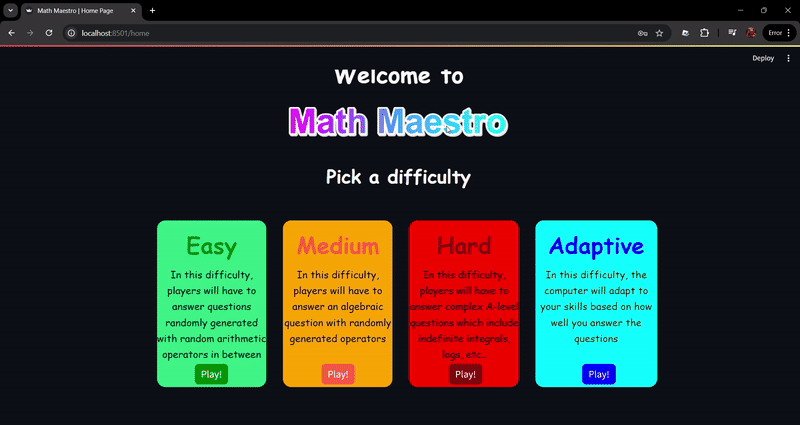 Math Maestro | Home Page
localhost:8501/home
Error
Deploy
Welcome to
Math Maestro
Pick a difficulty
Easy
In this difficulty,
players will have to
answer questions
randomly generated
with random arithmetic
operators in between
Play!
Medium
In this difficulty,
players will have to
answer an algebraic
question with randomly
generated operators
Play!
Hard
In this difficulty,
players will have to
answer complex A-level
questions which include
indefinite integrals,
logs, etc...
Play!
Adaptive
In this difficulty, the
computer will adapt to
your skills based on how
well you answer the
questions
Play!